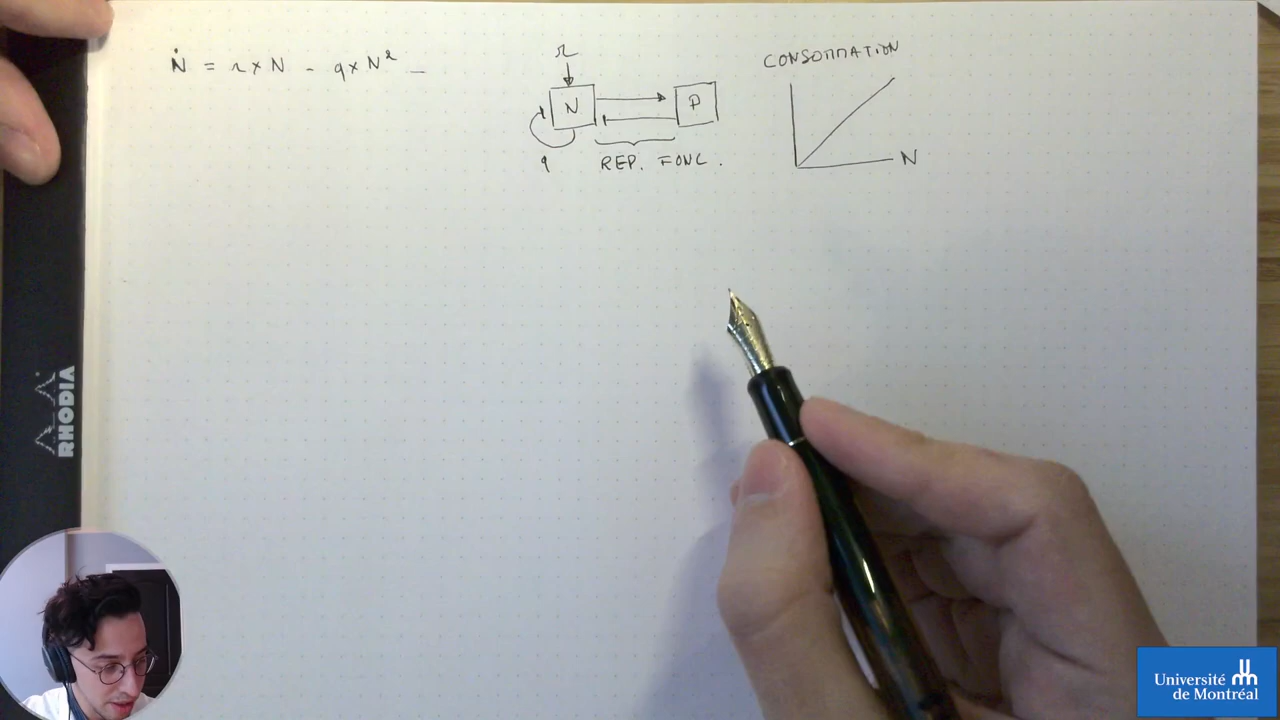 Ṅ = r × N - q × N² -
r
N
P
q
REP. FONC.
CONSOMMATION
N
RHODIA
Université
de Montréal